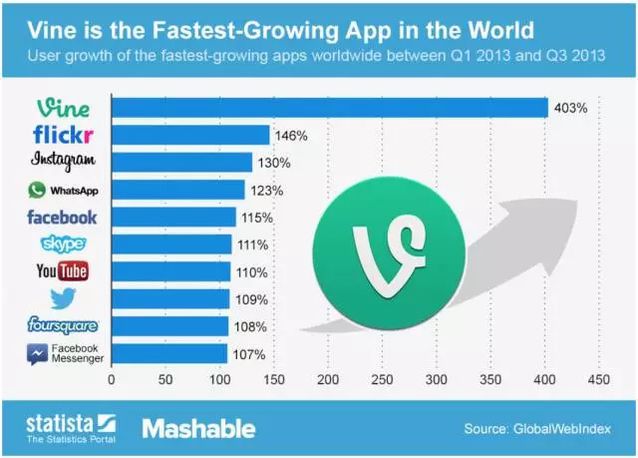 Vine is the Fastest-Growing App in the World
User growth of the fastest-growing apps worldwide between Q1 2013 and Q3 2013
Vine 403%
flickr 146%
Instagram 130%
WhatsApp 123%
facebook 115%
skype 111%
YouTube 110%
109%
foursquare 108%
Facebook
Messenger 107%
0 50 100 150 200 250 300 350 400 450
statista
The Statistics Portal
Mashable
Source: GlobalWebIndex